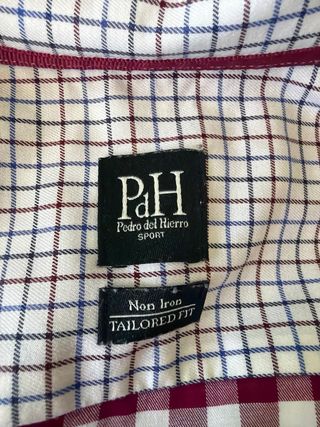 PdH
Pedro del Hierro
SPORT
Non Iron
TAILORED FIT